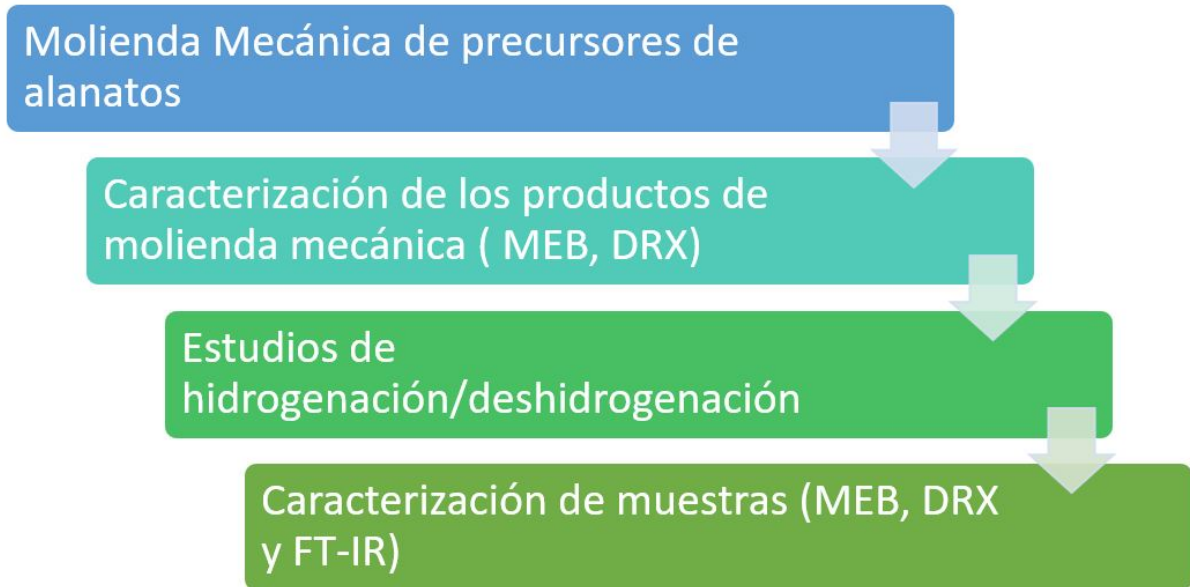 Molienda Mecánica de precursores de
alanatos
Caracterización de los productos de
molienda mecánica ( MEB, DRX)
Estudios de
hidrogenación/deshidrogenación
Caracterización de muestras (MEB, DRX
y FT-IR)